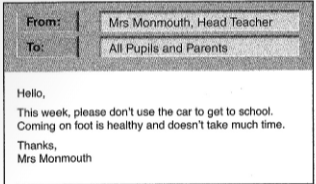 From: Mrs Monmouth, Head Teacher
To: All Pupils and Parents
Hello,
This week, please don't use the car to get to school.
Coming on foot is healthy and doesn't take much time.
Thanks,
Mrs Monmouth